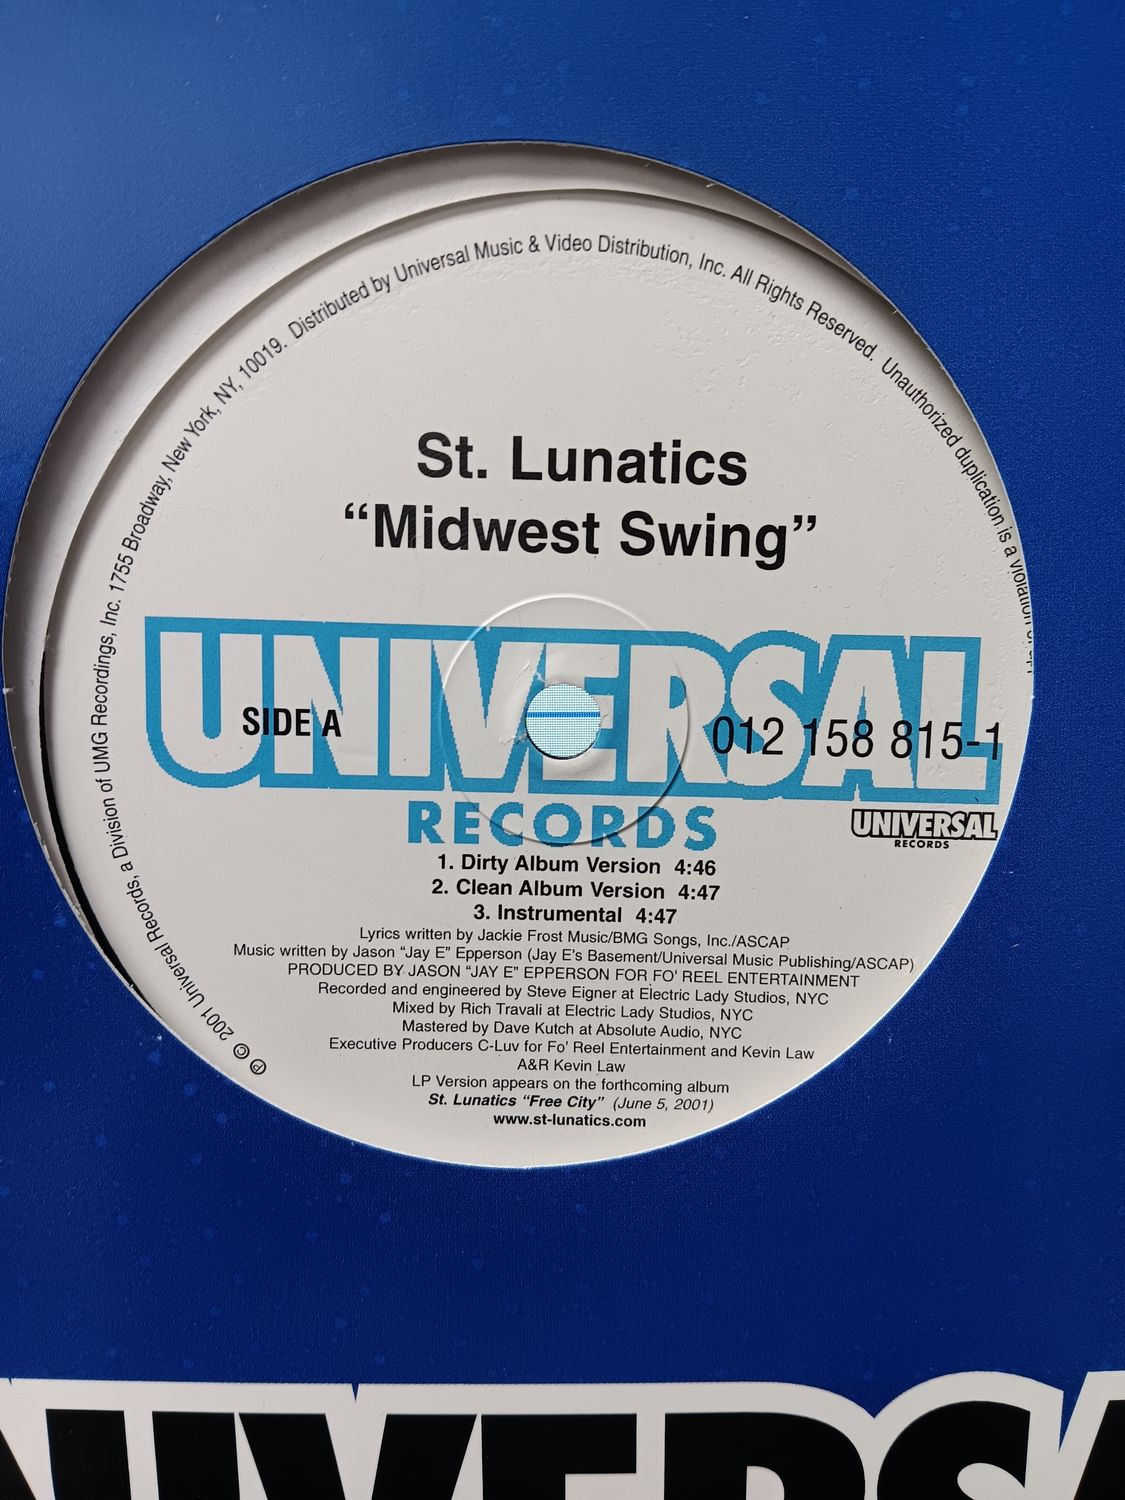 ℗ © 2001 Universal Records, a Division of UMG Recordings, Inc. 1755 Broadway, New York, NY, 10019. Distributed by Universal Music & Video Distribution, Inc. All Rights Reserved. Unauthorized duplication is a violation
St. Lunatics
“Midwest Swing”
UNIVERSAL
SIDE A
012 158 815-1
RECORDS
UNIVERSAL
RECORDS
1. Dirty Album Version 4:46
2. Clean Album Version 4:47
3. Instrumental 4:47
Lyrics written by Jackie Frost Music/BMG Songs, Inc./ASCAP
Music written by Jason “Jay E” Epperson (Jay E's Basement/Universal Music Publishing/ASCAP)
PRODUCED BY JASON “JAY E” EPPERSON FOR FO' REEL ENTERTAINMENT
Recorded and engineered by Steve Eigner at Electric Lady Studios, NYC
Mixed by Rich Travali at Electric Lady Studios, NYC
Mastered by Dave Kutch at Absolute Audio, NYC
Executive Producers C-Luv for Fo' Reel Entertainment and Kevin Law
A&R Kevin Law
LP Version appears on the forthcoming album
St. Lunatics “Free City” (June 5, 2001)
www.st-lunatics.com
NIVERSA